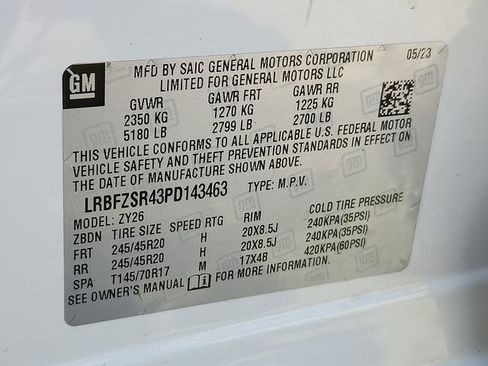 GM
MFD BY SAIC GENERAL MOTORS CORPORATION 05/23
LIMITED FOR GENERAL MOTORS LLC
GVWR GAWR FRT GAWR RR
2350 KG 1270 KG 1225 KG
5180 LB 2799 LB 2700 LB
THIS VEHICLE CONFORMS TO ALL APPLICABLE U.S. FEDERAL MOTOR
VEHICLE SAFETY AND THEFT PREVENTION STANDARDS IN EFFECT ON
THE DATE OF MANUFACTURE SHOWN ABOVE.
LRBFZSR43PD143463 TYPE: M.P.V.
MODEL: ZY26
ZBDN TIRE SIZE SPEED RTG RIM COLD TIRE PRESSURE
FRT 245/45R20 H 20X8.5J 240KPA(35PSI)
RR 245/45R20 H 20X8.5J 240KPA(35PSI)
SPA T145/70R17 M 17X4B 420KPA(60PSI)
SEE OWNER'S MANUAL FOR MORE INFORMATION.